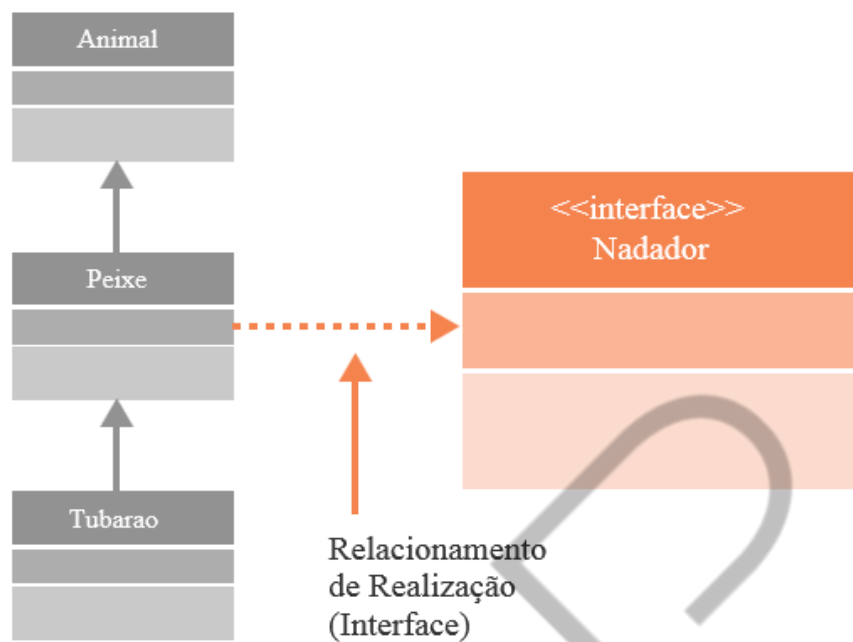 Animal
Peixe
Tubarao
<<interface>>
Nadador
Relacionamento
de Realização
(Interface)